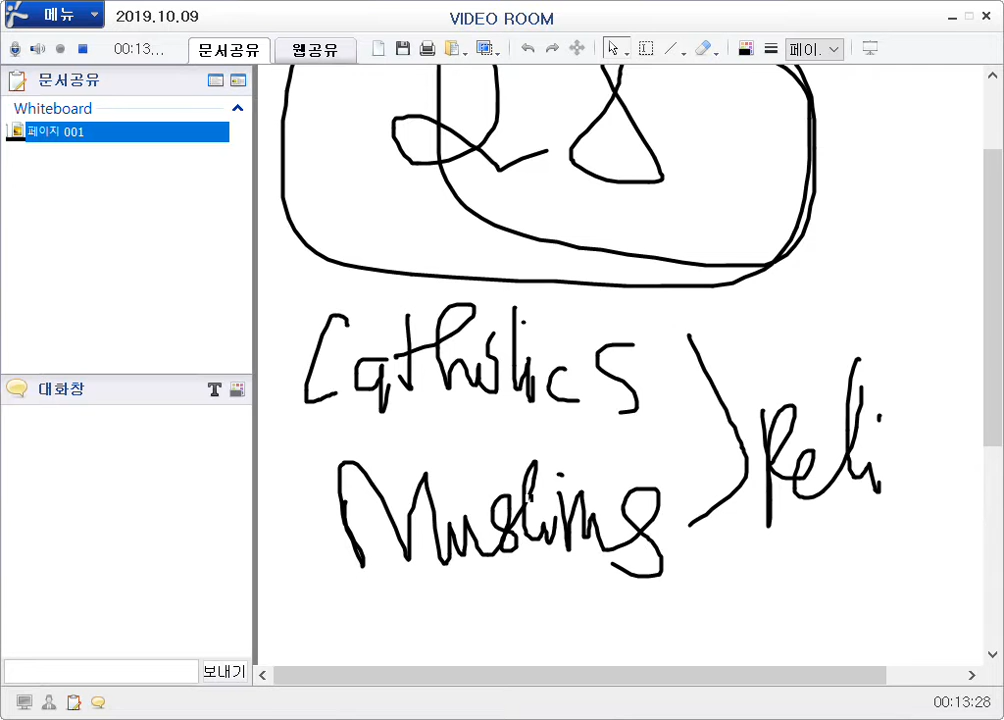 메뉴 2019.10.09 VIDEO ROOM
00:13... 문서공유 웹공유 페이.
문서공유
Whiteboard
페이지 001
Catholics
Muslims
Reli
대화창 T
보내기
00:13:28